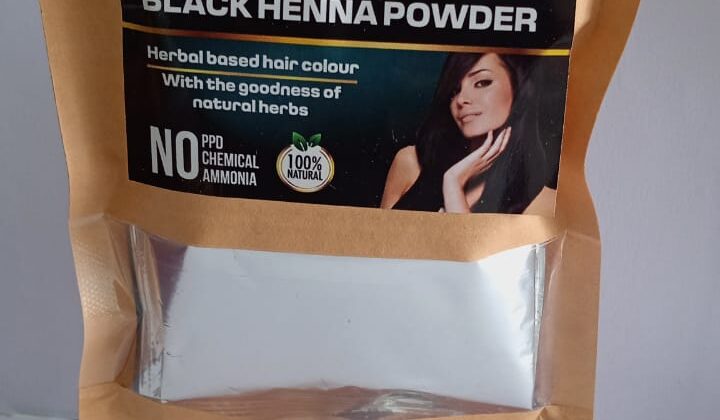 BLACK HENNA POWDER
Herbal based hair colour
With the goodness of
natural herbs
NO PPD
CHEMICAL
AMMONIA
100%
NATURAL